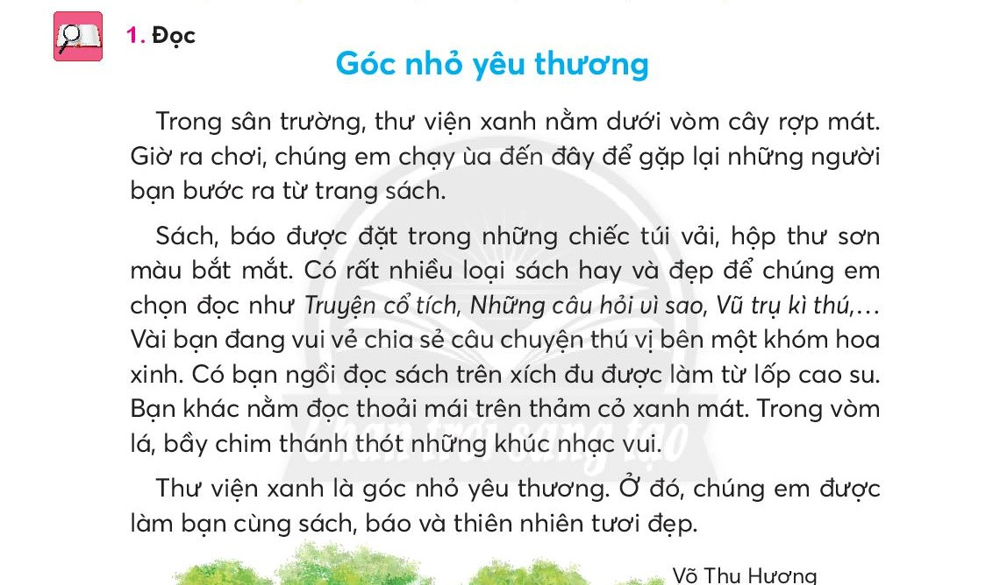 1. Đọc
Góc nhỏ yêu thương
Trong sân trường, thư viện xanh nằm dưới vòm cây rợp mát.
Giờ ra chơi, chúng em chạy ùa đến đây để gặp lại những người
bạn bước ra từ trang sách.
Sách, báo được đặt trong những chiếc túi vải, hộp thư sơn
màu bắt mắt. Có rất nhiều loại sách hay và đẹp để chúng em
chọn đọc như Truyện cổ tích, Những câu hỏi vì sao, Vũ trụ kì thú,...
Vài bạn đang vui vẻ chia sẻ câu chuyện thú vị bên một khóm hoa
xinh. Có bạn ngồi đọc sách trên xích đu được làm từ lốp cao su.
Bạn khác nằm đọc thoải mái trên thảm cỏ xanh mát. Trong vòm
lá, bầy chim thánh thót những khúc nhạc vui.
Chân trời sáng tạo
Thư viện xanh là góc nhỏ yêu thương. Ở đó, chúng em được
làm bạn cùng sách, báo và thiên nhiên tươi đẹp.
Võ Thu Hương